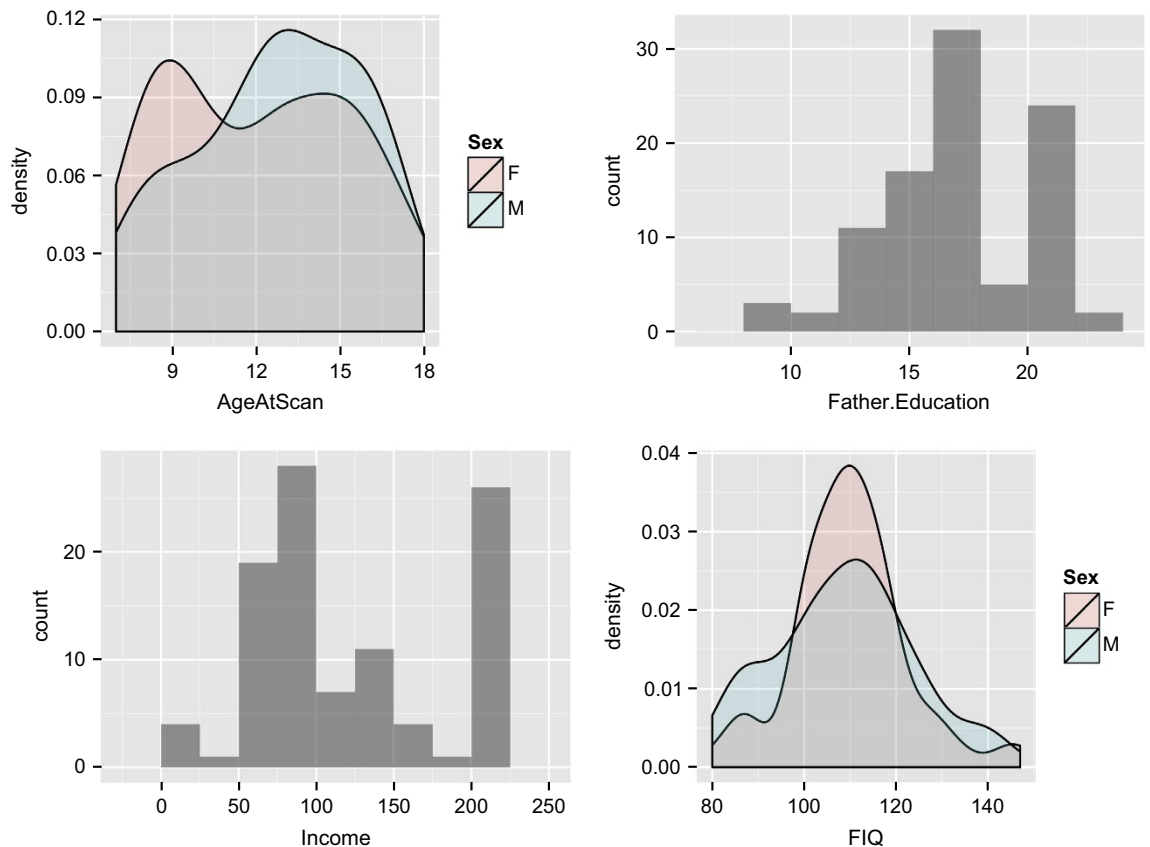 0.12
0.09
0.06
0.03
0.00
density
9 12 15 18
AgeAtScan
Sex
F
M
30
20
10
0
count
10 15 20
Father.Education
20
10
0
count
0 50 100 150 200 250
Income
0.04
0.03
0.02
0.01
0.00
density
80 100 120 140
FIQ
Sex
F
M